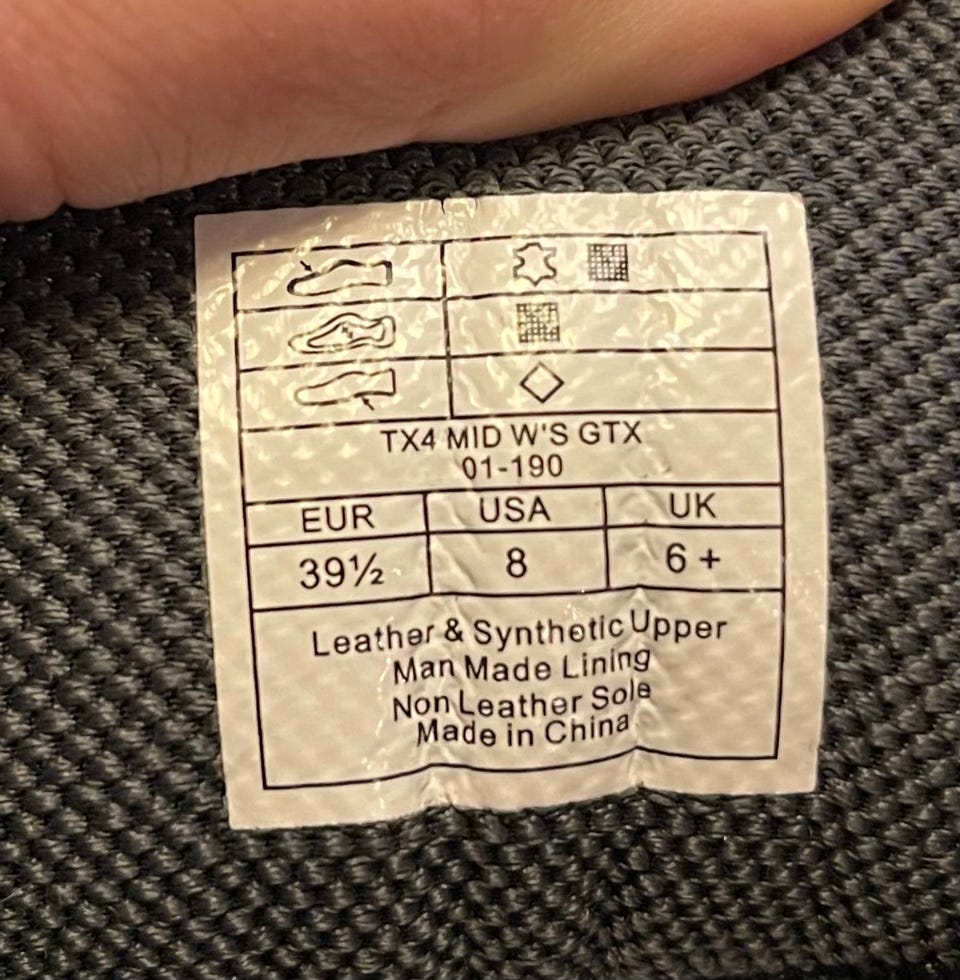 TX4 MID W'S GTX
01-190
EUR USA UK
39½ 8 6 +
Leather & Synthetic Upper
Man Made Lining
Non Leather Sole
Made in China